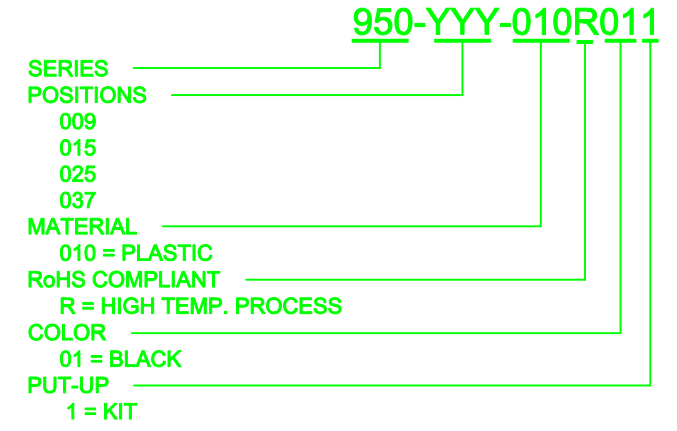 950-YYY-010R011
SERIES
POSITIONS
009
015
025
037
MATERIAL
010 = PLASTIC
RoHS COMPLIANT
R = HIGH TEMP. PROCESS
COLOR
01 = BLACK
PUT-UP
1 = KIT